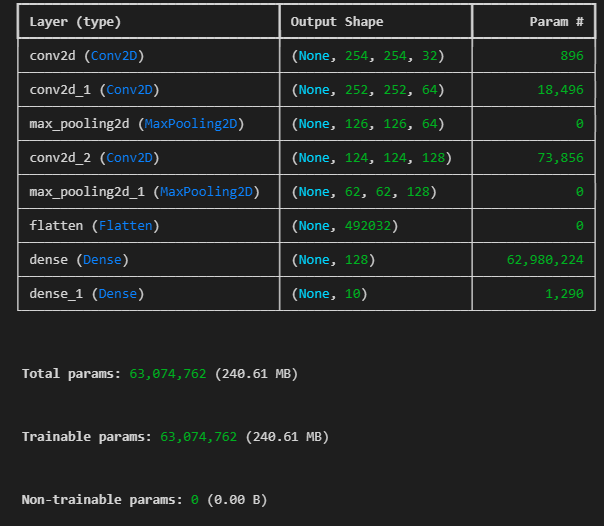 Layer (type) Output Shape Param #
conv2d (Conv2D) (None, 254, 254, 32) 896
conv2d_1 (Conv2D) (None, 252, 252, 64) 18,496
max_pooling2d (MaxPooling2D) (None, 126, 126, 64) 0
conv2d_2 (Conv2D) (None, 124, 124, 128) 73,856
max_pooling2d_1 (MaxPooling2D) (None, 62, 62, 128) 0
flatten (Flatten) (None, 492032) 0
dense (Dense) (None, 128) 62,980,224
dense_1 (Dense) (None, 10) 1,290
Total params: 63,074,762 (240.61 MB)
Trainable params: 63,074,762 (240.61 MB)
Non-trainable params: 0 (0.00 B)